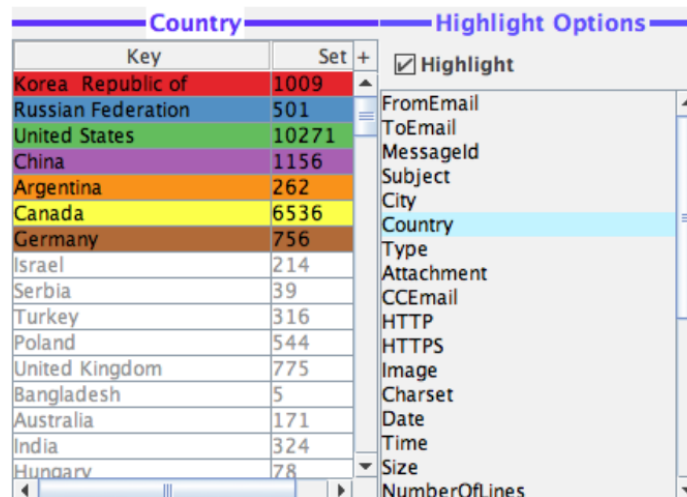 Country
Key Set +
Korea Republic of 1009
Russian Federation 501
United States 10271
China 1156
Argentina 262
Canada 6536
Germany 756
Israel 214
Serbia 39
Turkey 316
Poland 544
United Kingdom 775
Bangladesh 5
Australia 171
India 324
Hungary 78
Highlight Options
Highlight
FromEmail
ToEmail
MessageId
Subject
City
Country
Type
Attachment
CCEmail
HTTP
HTTPS
Image
Charset
Date
Time
Size
NumberOfLines